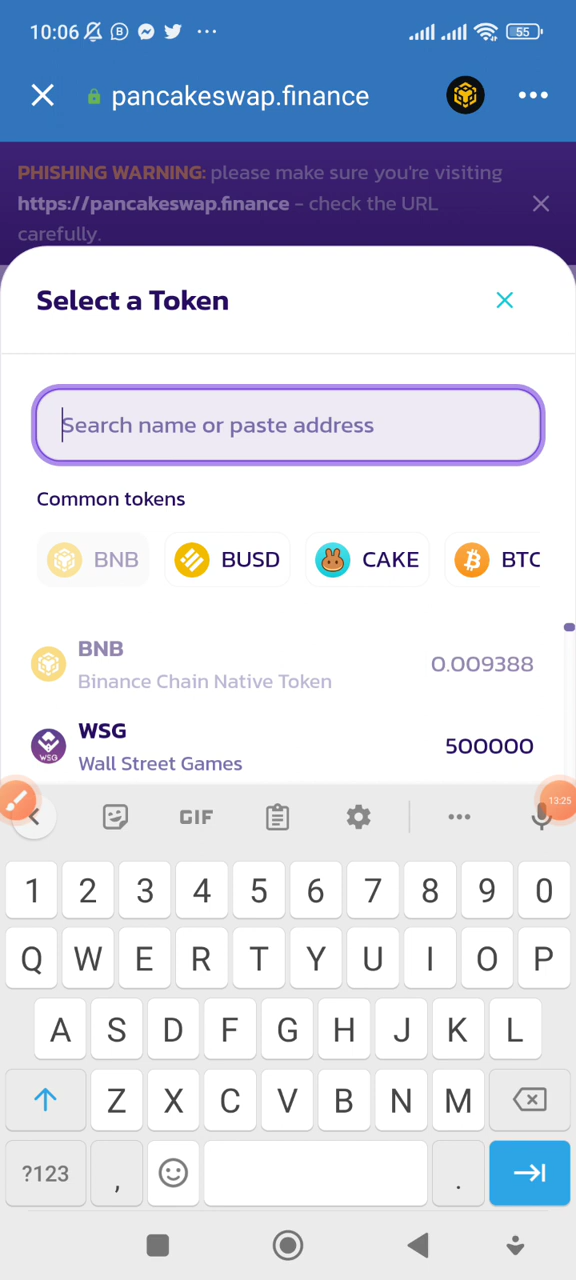 10:06
55
pancakeswap.finance
PHISHING WARNING: please make sure you're visiting
https://pancakeswap.finance - check the URL
carefully.
Select a Token
Search name or paste address
Common tokens
BNB BUSD CAKE BTC
BNB
Binance Chain Native Token
0.009388
WSG
WSG
Wall Street Games
500000
13:25
GIF
1 2 3 4 5 6 7 8 9 0
Q W E R T Y U I O P
A S D F G H J K L
Z X C V B N M
?123 , .